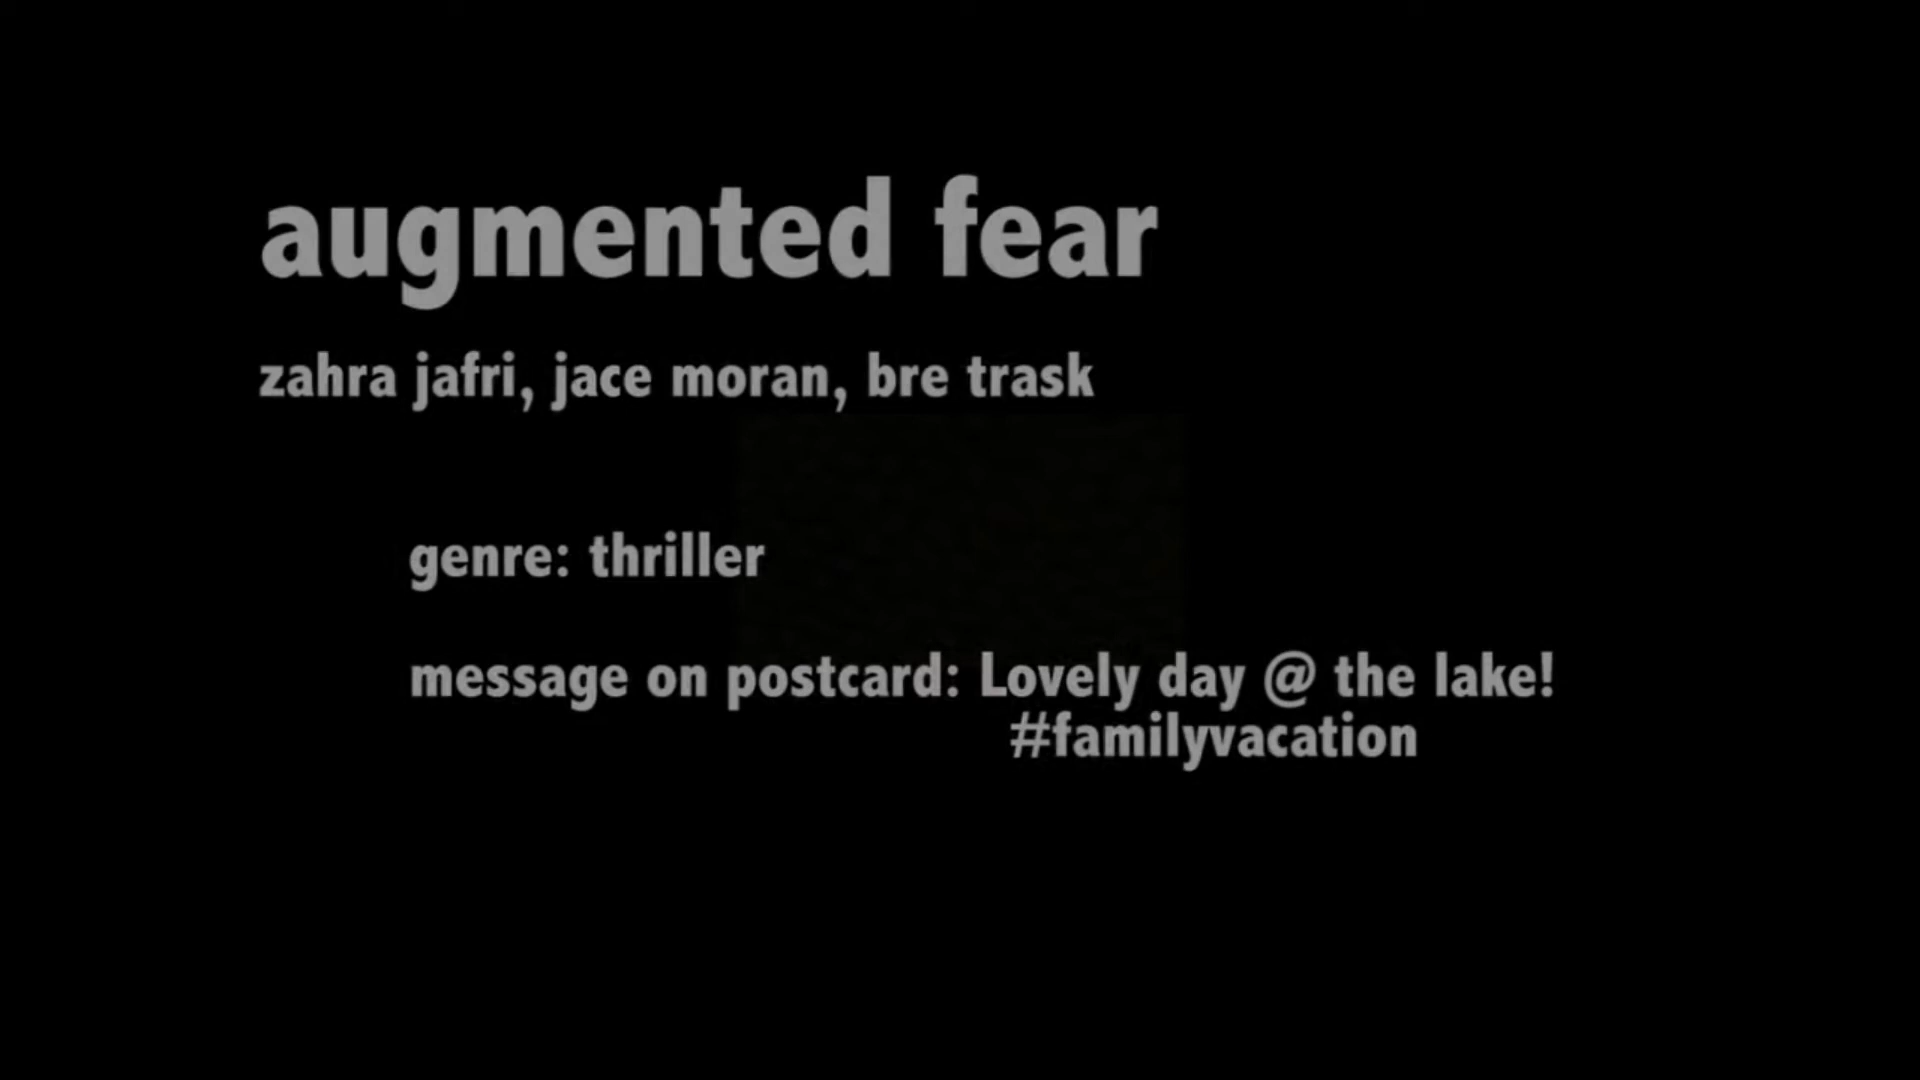 augmented fear
zahra jafri, jace moran, bre trask
genre: thriller
message on postcard: Lovely day @ the lake!
#familyvacation